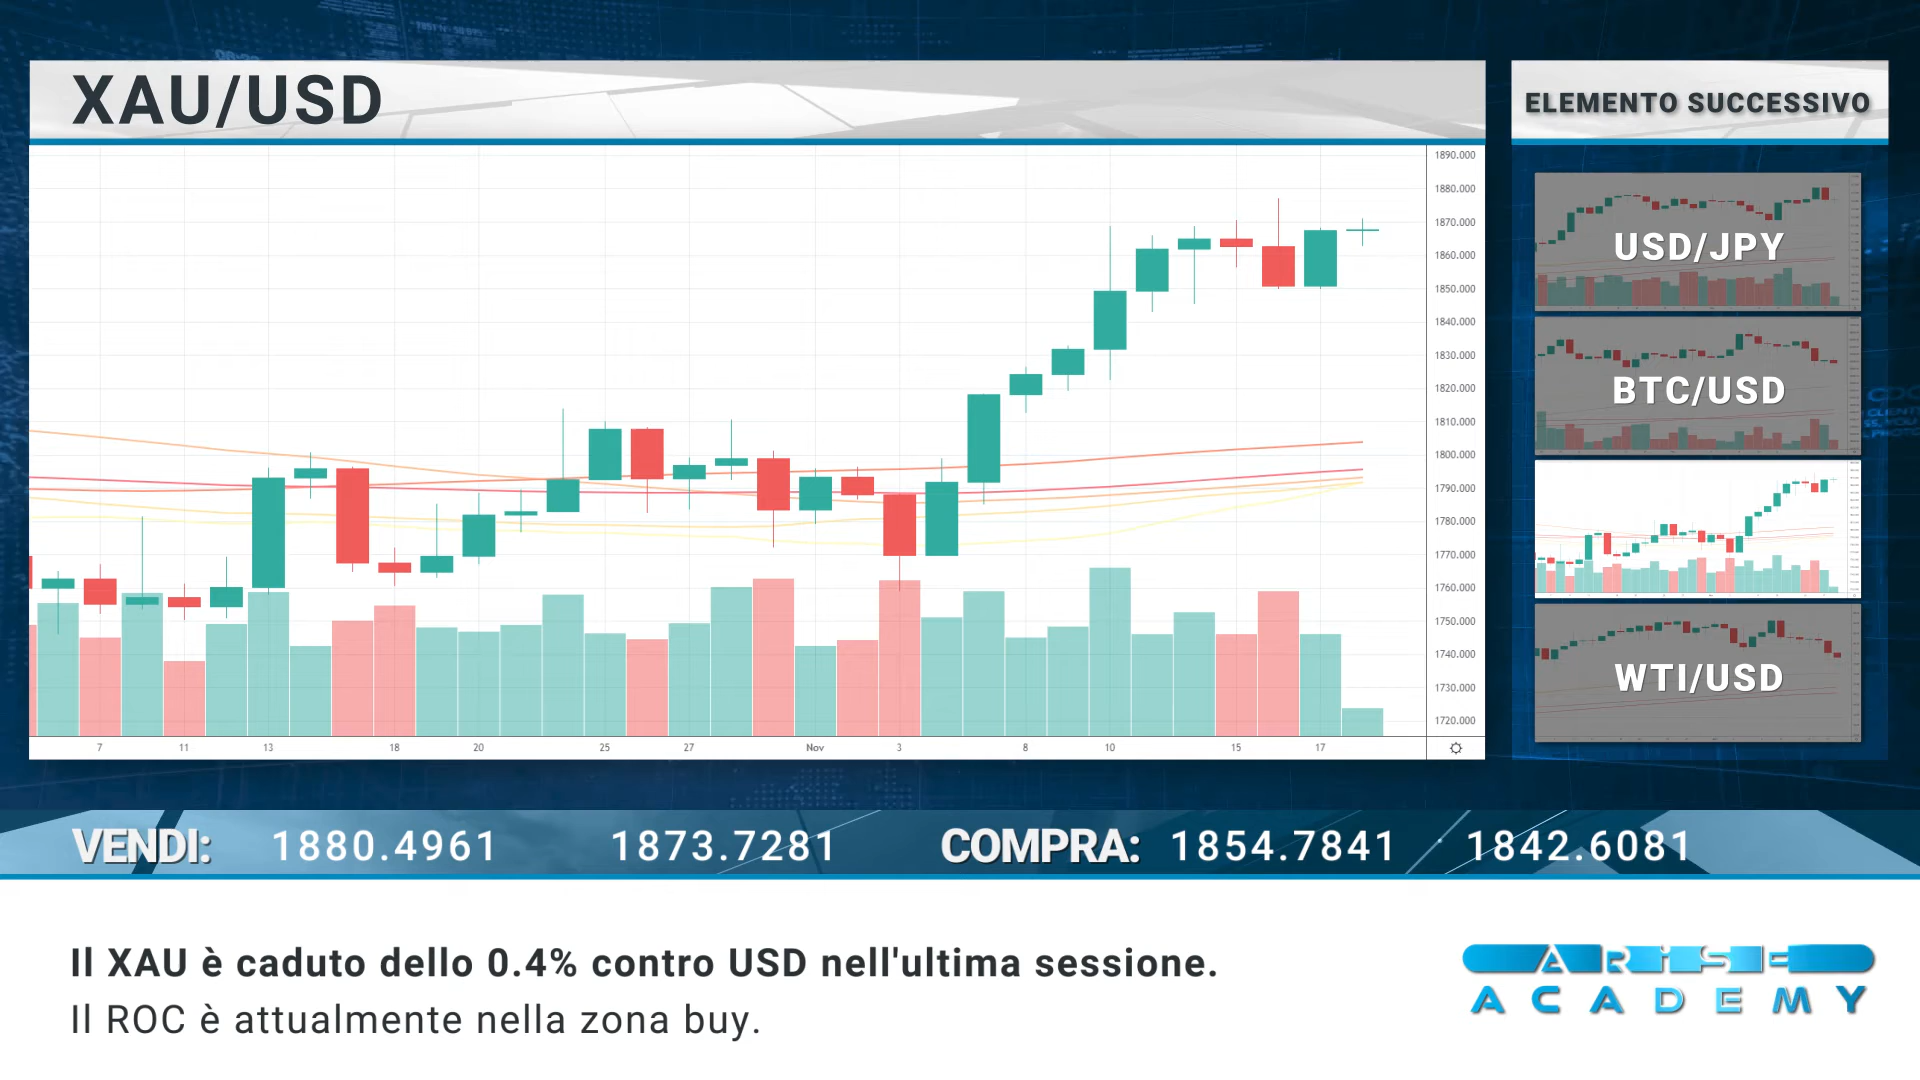 XAU/USD
ELEMENTO SUCCESSIVO
1890.000
1880.000
1870.000
1860.000
1850.000
1840.000
1830.000
1820.000
1810.000
1800.000
1790.000
1780.000
1770.000
1760.000
1750.000
1740.000
1730.000
1720.000
7 11 13 18 20 25 27 Nov 3 8 10 15 17
USD/JPY
BTC/USD
WTI/USD
VENDI: 1880.4961 1873.7281 COMPRA: 1854.7841 1842.6081
Il XAU è caduto dello 0.4% contro USD nell'ultima sessione.
Il ROC è attualmente nella zona buy.
ARISE
ACADEMY